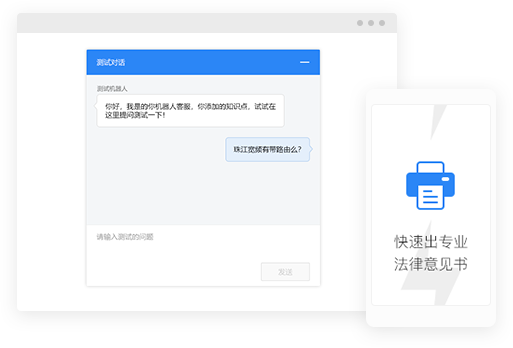 测试对话
测试机器人
你好，我是的你机器人客服，你添加的知识点，试试在
这里提问测试一下！
珠江宽频有带路由么？
请输入测试的问题
发送
快速出专业
法律意见书